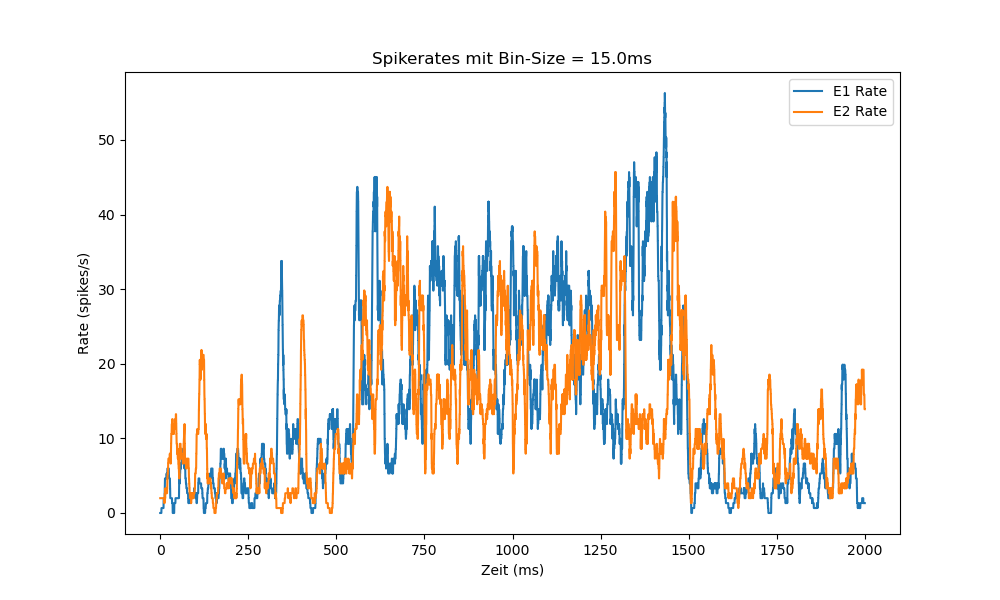 Spikerates mit Bin-Size = 15.0ms
E1 Rate
E2 Rate
Rate (spikes/s)
50
40
30
20
10
0
0 250 500 750 1000 1250 1500 1750 2000
Zeit (ms)